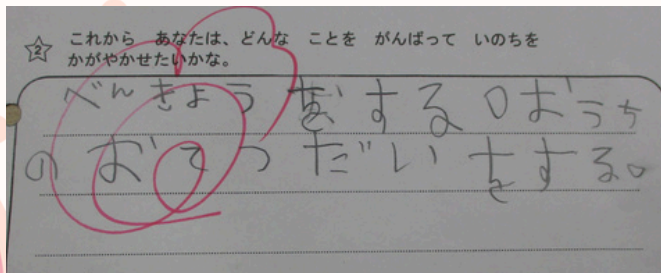 2 これから あなたは、どんな ことを がんばって いのちを
かがやかせたいかな。
べんきょうをする○おうち
のおてつだいをする。